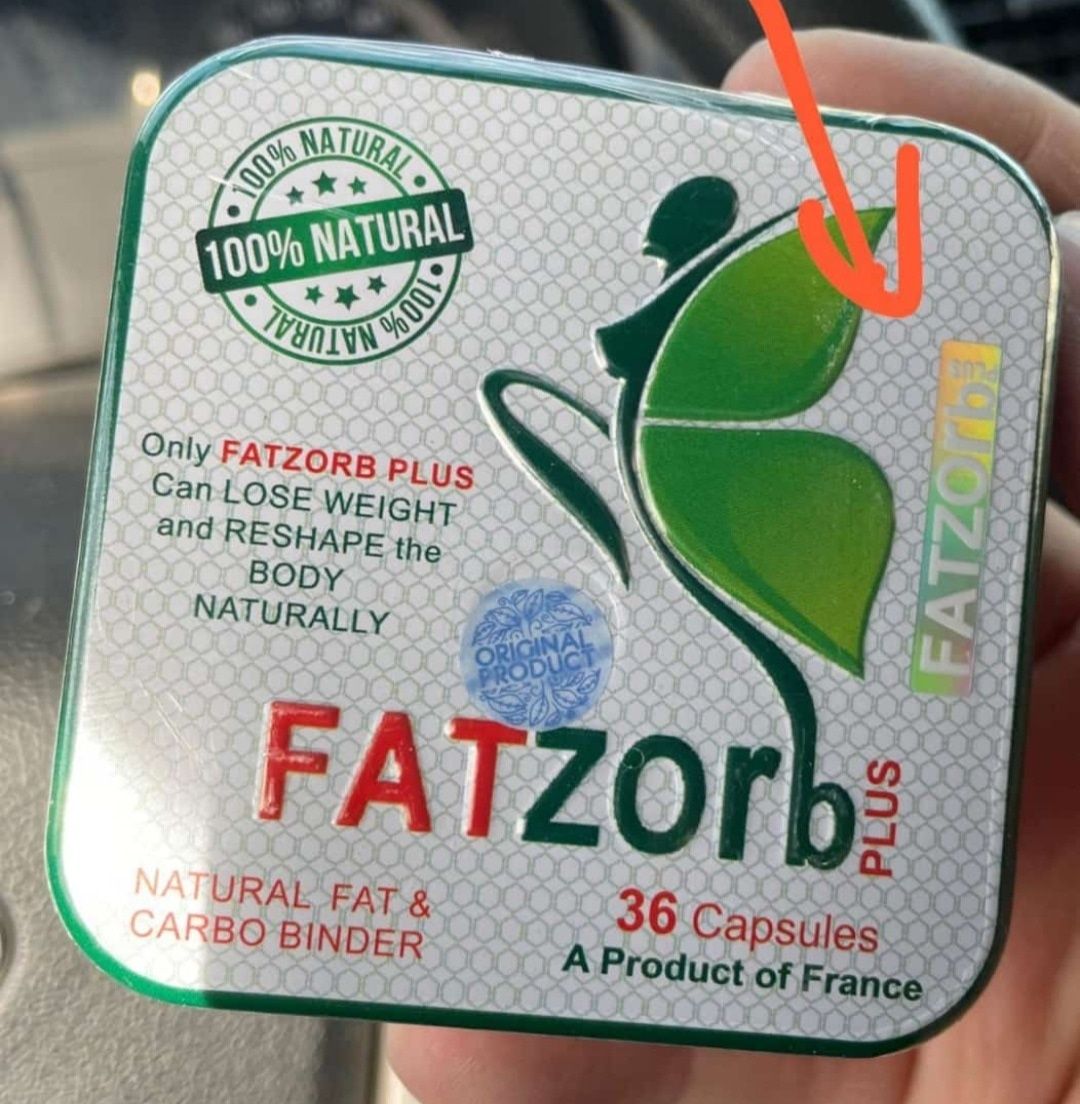 100% NATURAL
100% NATURAL
100% NATURAL
Only FATZORB PLUS
Can LOSE WEIGHT
and RESHAPE the
BODY
NATURALLY
ORIGINAL
PRODUCT
FATZOrb
PLUS
FATZOrb
PLUS
NATURAL FAT &
CARBO BINDER
36 Capsules
A Product of France